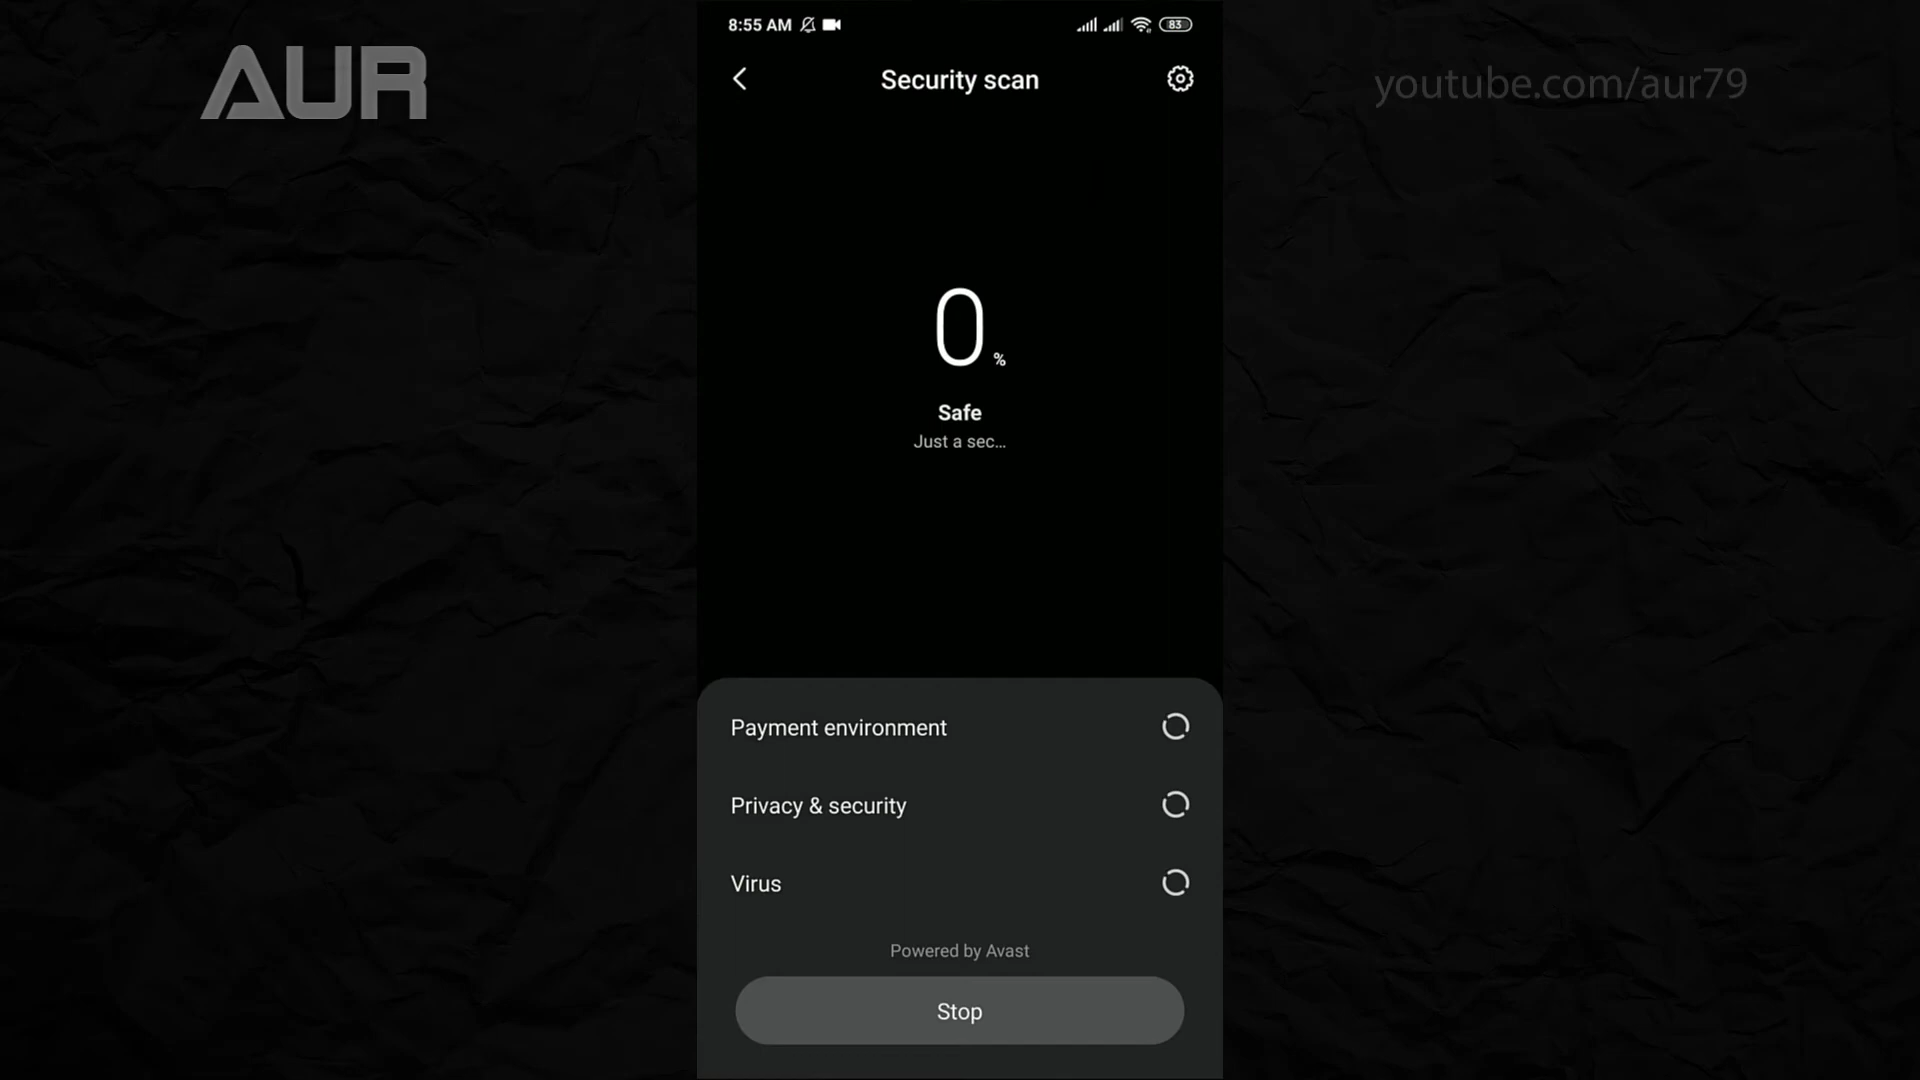 AUR
youtube.com/aur79
8:55 AM
83
Security scan
0 %
Safe
Just a sec...
Payment environment
Privacy & security
Virus
Powered by Avast
Stop